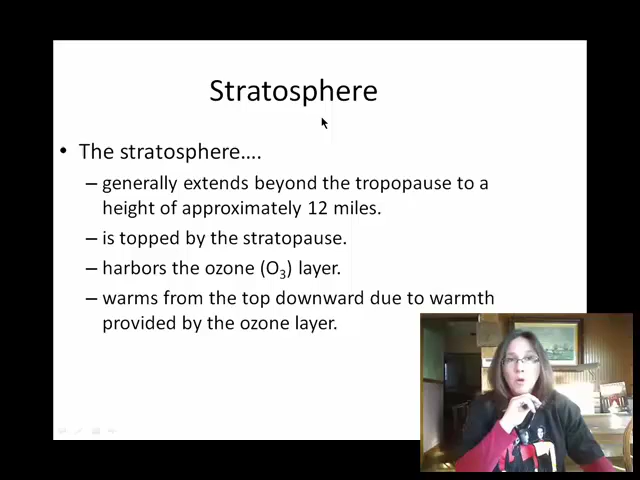 Stratosphere
• The stratosphere….
– generally extends beyond the tropopause to a
height of approximately 12 miles.
– is topped by the stratopause.
– harbors the ozone (O₃) layer.
– warms from the top downward due to warmth
provided by the ozone layer.